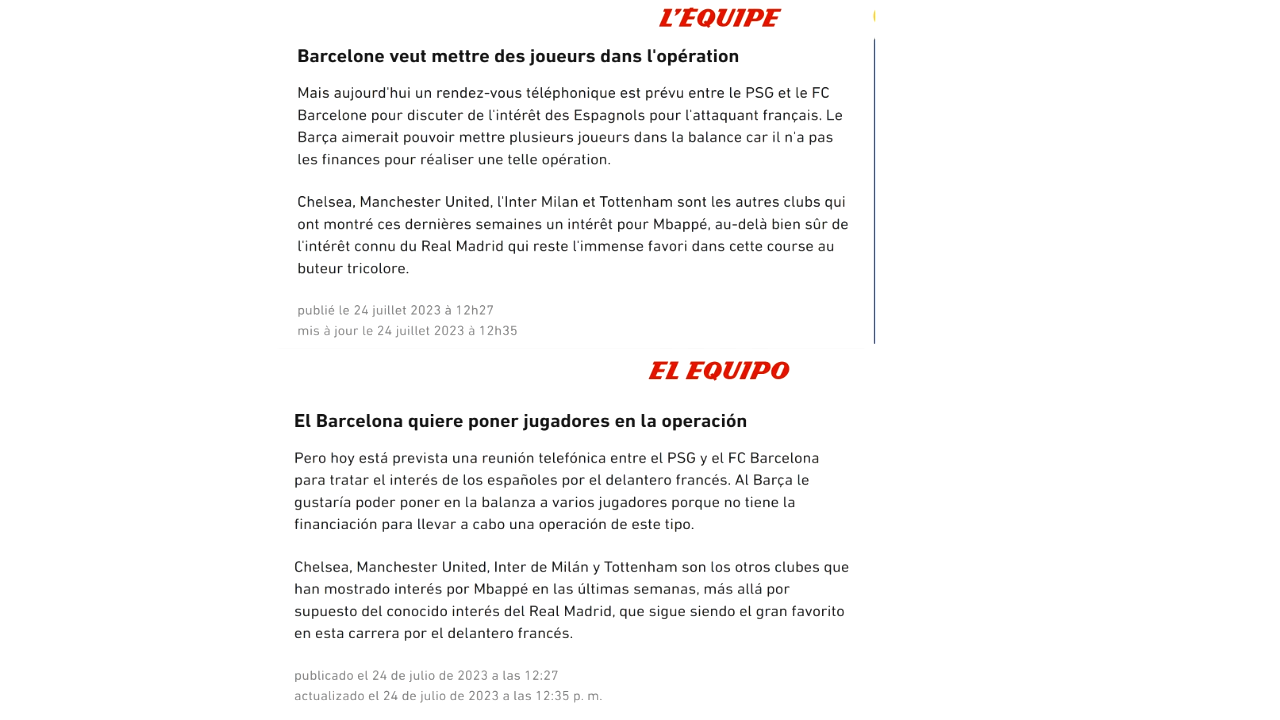 L'ÉQUIPE
Barcelone veut mettre des joueurs dans l'opération
Mais aujourd'hui un rendez-vous téléphonique est prévu entre le PSG et le FC
Barcelone pour discuter de l'intérêt des Espagnols pour l'attaquant français. Le
Barça aimerait pouvoir mettre plusieurs joueurs dans la balance car il n'a pas
les finances pour réaliser une telle opération.
Chelsea, Manchester United, l'Inter Milan et Tottenham sont les autres clubs qui
ont montré ces dernières semaines un intérêt pour Mbappé, au-delà bien sûr de
l'intérêt connu du Real Madrid qui reste l'immense favori dans cette course au
buteur tricolore.
publié le 24 juillet 2023 à 12h27
mis à jour le 24 juillet 2023 à 12h35
EL EQUIPO
El Barcelona quiere poner jugadores en la operación
Pero hoy está prevista una reunión telefónica entre el PSG y el FC Barcelona
para tratar el interés de los españoles por el delantero francés. Al Barça le
gustaría poder poner en la balanza a varios jugadores porque no tiene la
financiación para llevar a cabo una operación de este tipo.
Chelsea, Manchester United, Inter de Milán y Tottenham son los otros clubes que
han mostrado interés por Mbappé en las últimas semanas, más allá por
supuesto del conocido interés del Real Madrid, que sigue siendo el gran favorito
en esta carrera por el delantero francés.
publicado el 24 de julio de 2023 a las 12:27
actualizado el 24 de julio de 2023 a las 12:35 p. m.